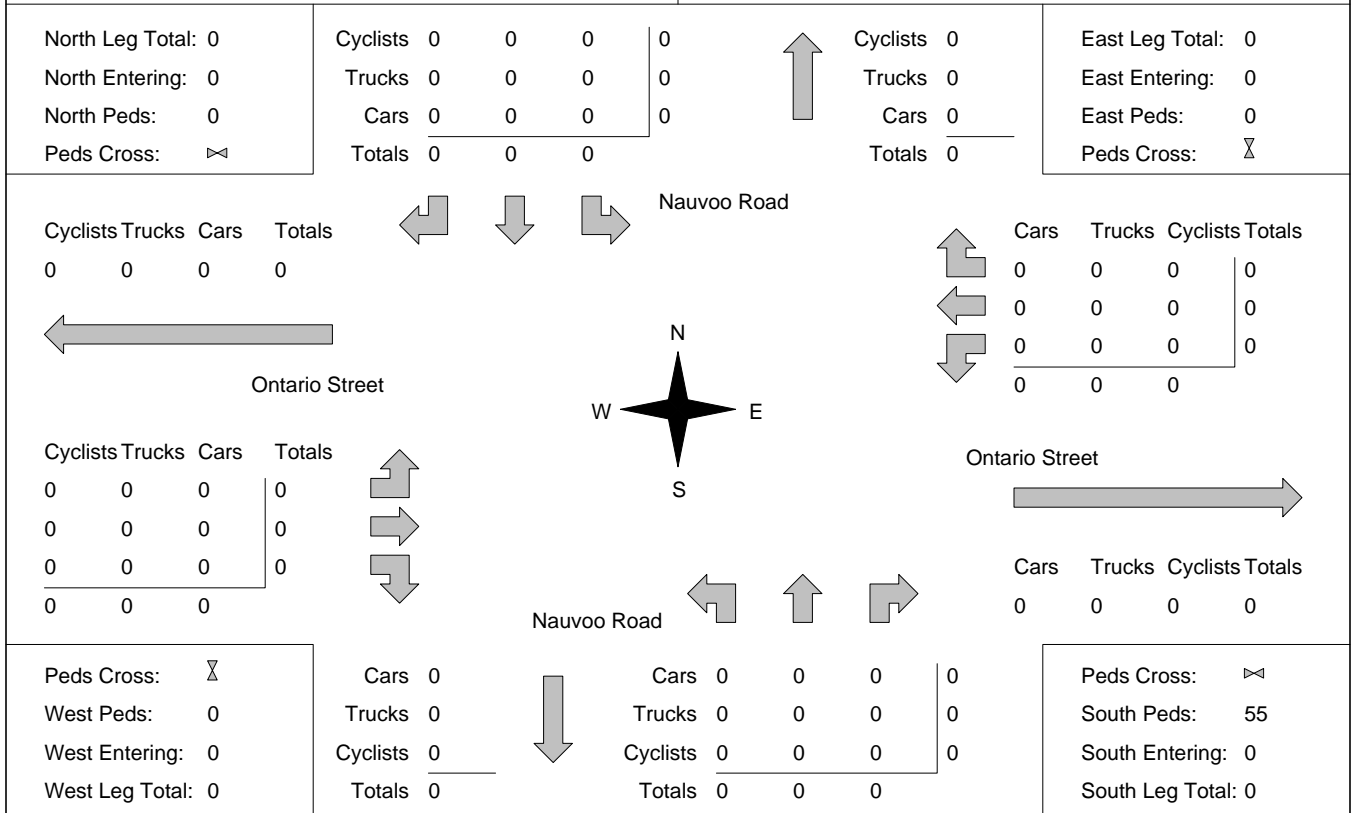 North Leg Total: 0 Cyclists 0 0 0 0 Cyclists 0 East Leg Total: 0
North Entering: 0 Trucks 0 0 0 0 Trucks 0 East Entering: 0
North Peds: 0 Cars 0 0 0 0 Cars 0 East Peds: 0
Peds Cross: Totals 0 0 0 Totals 0 Peds Cross:
Nauvoo Road
Cyclists Trucks Cars Totals Cars Trucks Cyclists Totals
0 0 0 0 0 0 0 0
0 0 0 0
N
0 0 0 0
Ontario Street 0 0 0
W E
Cyclists Trucks Cars Totals Ontario Street
0 0 0 0 S
0 0 0 0
0 0 0 0 Cars Trucks Cyclists Totals
0 0 0 0 0 0 0
Nauvoo Road
Peds Cross: Cars 0 Cars 0 0 0 0 Peds Cross:
West Peds: 0 Trucks 0 Trucks 0 0 0 0 South Peds: 55
West Entering: 0 Cyclists 0 Cyclists 0 0 0 0 South Entering: 0
West Leg Total: 0 Totals 0 Totals 0 0 0 South Leg Total: 0